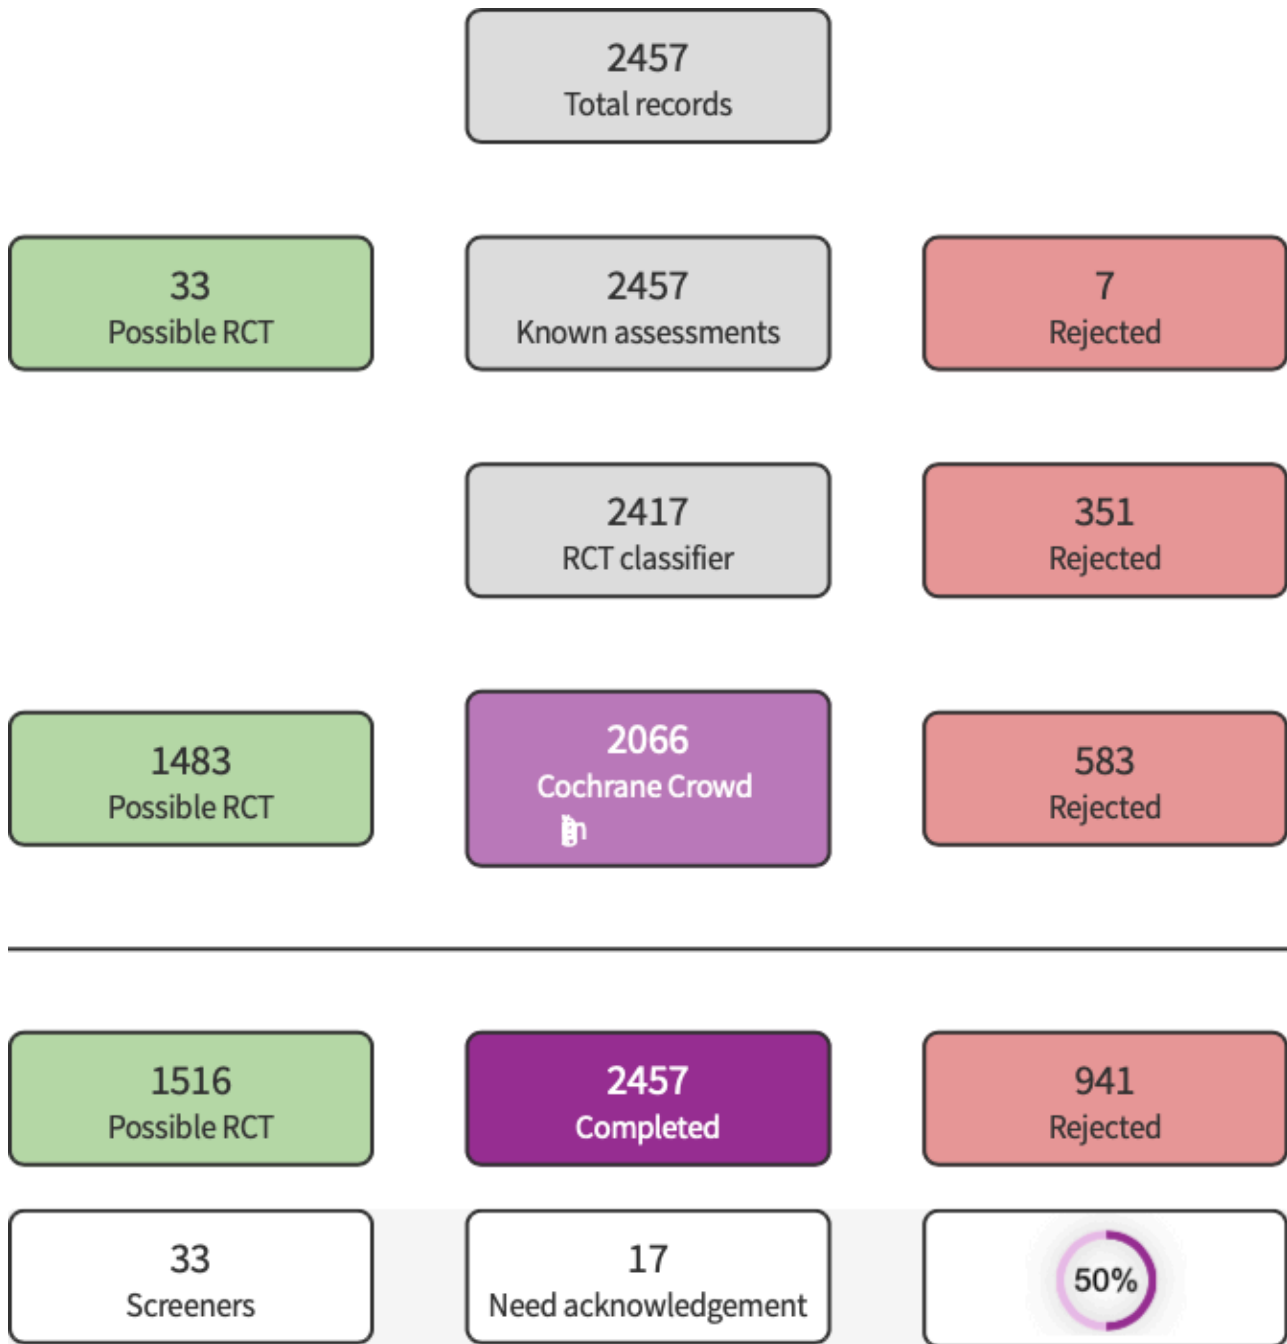 2457
Total records
33
Possible RCT
2457
Known assessments
7
Rejected
2417
RCT classifier
351
Rejected
1483
Possible RCT
2066
Cochrane Crowd
583
Rejected
1516
Possible RCT
2457
Completed
941
Rejected
33
Screeners
17
Need acknowledgement
50%